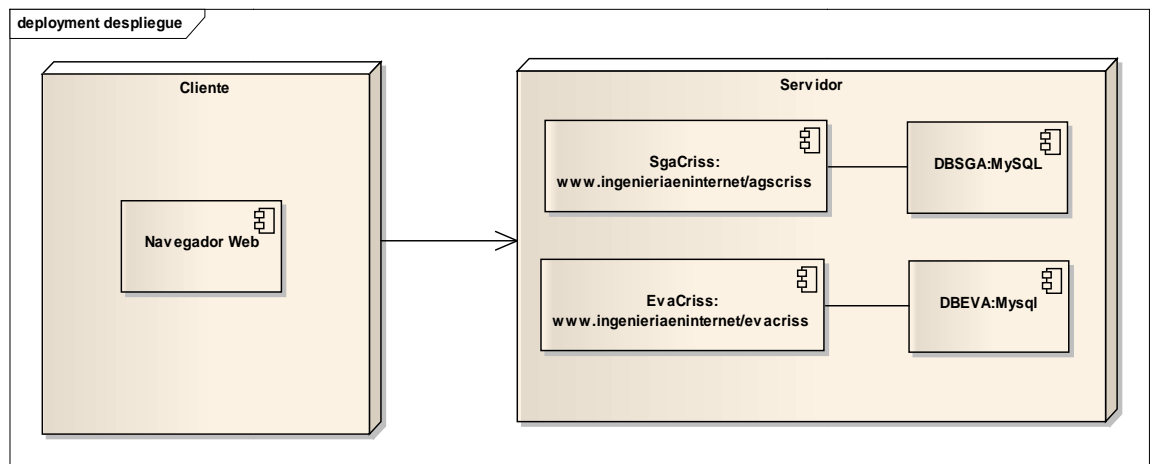 deployment despliegue
Cliente
Navegador Web
Servidor
SgaCriss:
www.ingenieriaeninternet/agscriss
DBSGA:MySQL
EvaCriss:
www.ingenieriaeninternet/evacriss
DBEVA:Mysql